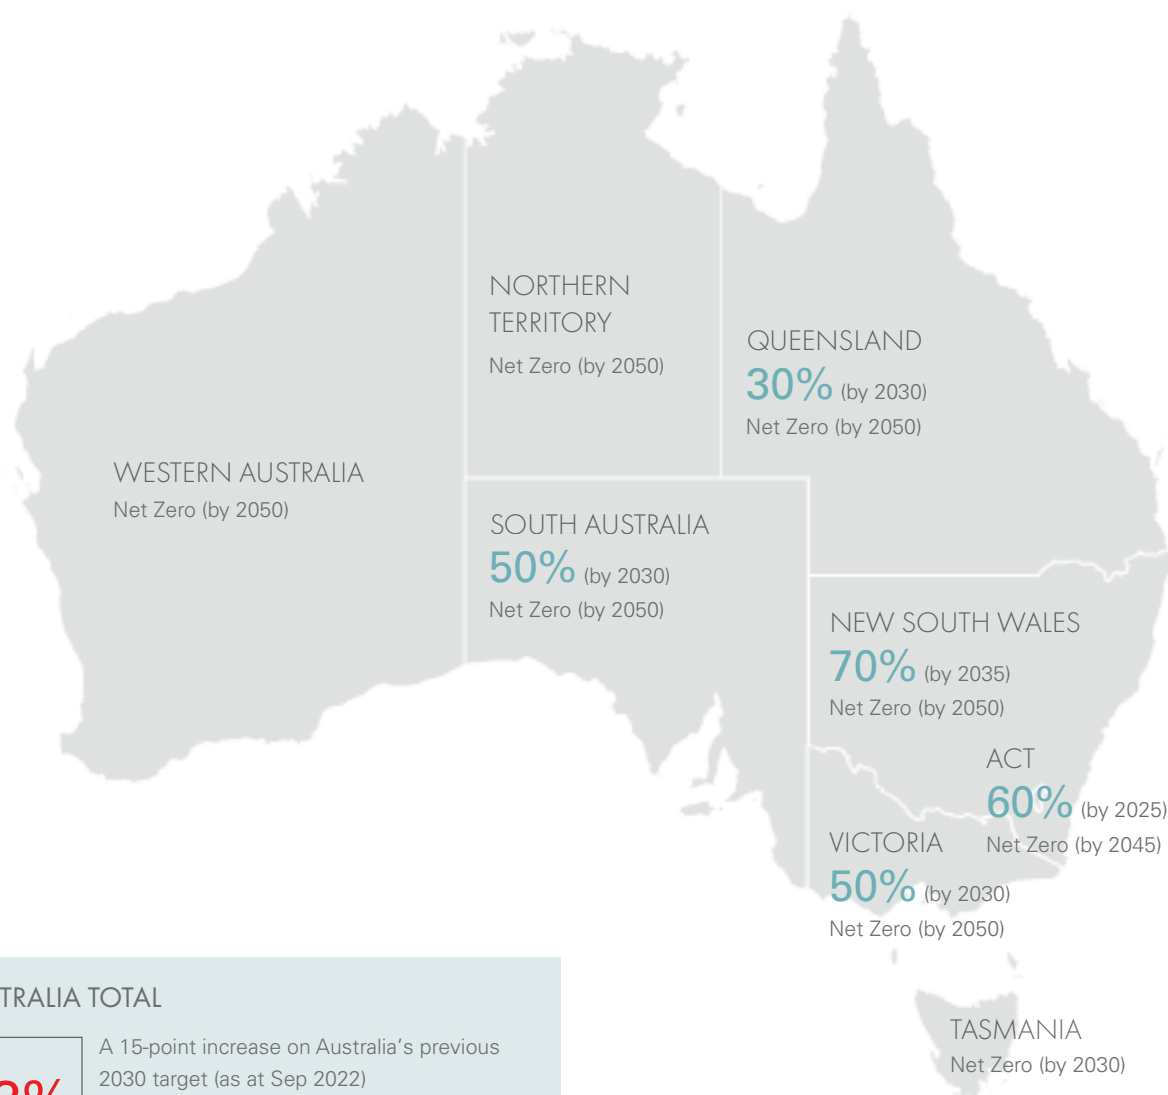 NORTHERN
TERRITORY
Net Zero (by 2050)
QUEENSLAND
30% (by 2030)
Net Zero (by 2050)
WESTERN AUSTRALIA
Net Zero (by 2050)
SOUTH AUSTRALIA
50% (by 2030)
Net Zero (by 2050)
NEW SOUTH WALES
70% (by 2035)
Net Zero (by 2050)
ACT
60% (by 2025)
Net Zero (by 2045)
VICTORIA
50% (by 2030)
Net Zero (by 2050)
TASMANIA
Net Zero (by 2030)
TRALIA TOTAL
A 15-point increase on Australia's previous
2030 target (as at Sep 2022)